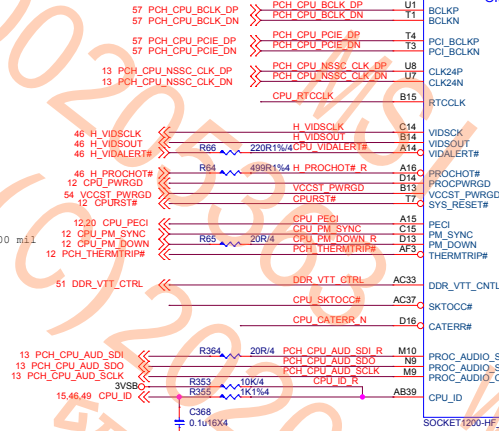 57 PCH_CPU_BCLK_DP PCH_CPU_BCLK_DP U1 BCLKP
57 PCH_CPU_BCLK_DN PCH_CPU_BCLK_DN T1 BCLKN
57 PCH_CPU_PCIE_DP PCH_CPU_PCIE_DP T4 PCI_BCLKP
57 PCH_CPU_PCIE_DN PCH_CPU_PCIE_DN T3 PCI_BCLKN
13 PCH_CPU_NSSC_CLK_DP PCH_CPU_NSSC_CLK_DP U8 CLK24P
13 PCH_CPU_NSSC_CLK_DN PCH_CPU_NSSC_CLK_DN U7 CLK24N
CPU_RTCCLK B15 RTCCLK
46 H_VIDSCLK H_VIDSCLK C14 VIDSCK
46 H_VIDSOUT H_VIDSOUT B14 VIDSOUT
46 H_VIDALERT# R66 220R1%/4 CPU_VIDALERT# A14 VIDALERT#
46 H_PROCHOT# R64 499R1%4 H_PROCHOT#_R A16 PROCHOT#
12 CPU_PWRGD D14 PROCPWRGD
54 VCCST_PWRGD VCCST_PWRGD B13 VCCST_PWRGD
12 CPURST# CPURST# T7 SYS_RESET#
12,20 CPU_PECI CPU_PECI A15 PECI
12 CPU_PM_SYNC CPU_PM_SYNC C15 PM_SYNC
00 mil
12 CPU_PM_DOWN R65 20R/4 CPU_PM_DOWN_R D13 PM_DOWN
12 PCH_THERMTRIP# PCH_THERMTRIP# AF3 THERMTRIP#
51 DDR_VTT_CTRL DDR_VTT_CTRL AC33 DDR_VTT_CNTL
CPU_SKTOCC# AC37 SKTOCC#
CPU_CATERR_N D16 CATERR#
13 PCH_CPU_AUD_SDI R364 20R/4 PCH_CPU_AUD_SDI_R M10 PROC_AUDIO_S
13 PCH_CPU_AUD_SDO PCH_CPU_AUD_SDO N9 PROC_AUDIO_S
13 PCH_CPU_AUD_SCLK PCH_CPU_AUD_SCLK M9 PROC_AUDIO_C
3VSB R353 10K/4 CPU_ID_R
15,46,49 CPU_ID R355 1K1%4 AB39 CPU_ID
C368
0.1u16X4
SOCKET1200-HF